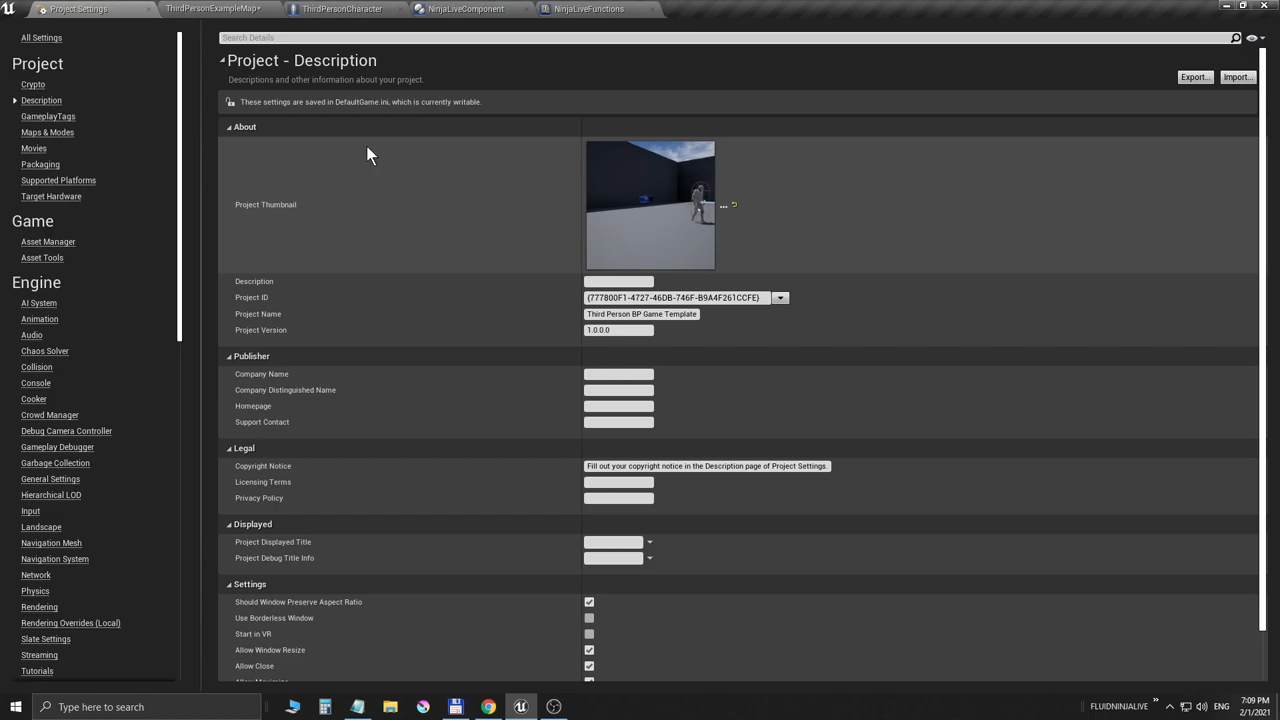 Project Settings
ThirdPersonExampleMap*
ThirdPersonCharacter
NinjaLiveComponent
NinjaLiveFunctions
All Settings
Search Details
Project
Crypto
Description
GameplayTags
Maps & Modes
Movies
Packaging
Supported Platforms
Target Hardware
Game
Asset Manager
Asset Tools
Engine
AI System
Animation
Audio
Chaos Solver
Collision
Console
Cooker
Crowd Manager
Debug Camera Controller
Gameplay Debugger
Garbage Collection
General Settings
Hierarchical LOD
Input
Landscape
Navigation Mesh
Navigation System
Network
Physics
Rendering
Rendering Overrides (Local)
Slate Settings
Streaming
Tutorials
Project - Description
Descriptions and other information about your project.
Export...
Import...
These settings are saved in DefaultGame.ini, which is currently writable.
About
Project Thumbnail
...
Description
Project ID {777800F1-4727-46DB-746F-B9A4F261CCFE}
Project Name Third Person BP Game Template
Project Version 1.0.0.0
Publisher
Company Name
Company Distinguished Name
Homepage
Support Contact
Legal
Copyright Notice Fill out your copyright notice in the Description page of Project Settings.
Licensing Terms
Privacy Policy
Displayed
Project Displayed Title
Project Debug Title Info
Settings
Should Window Preserve Aspect Ratio
Use Borderless Window
Start in VR
Allow Window Resize
Allow Close
Type here to search
FLUIDNINJALIVE
ENG
7:09 PM
2/1/2021